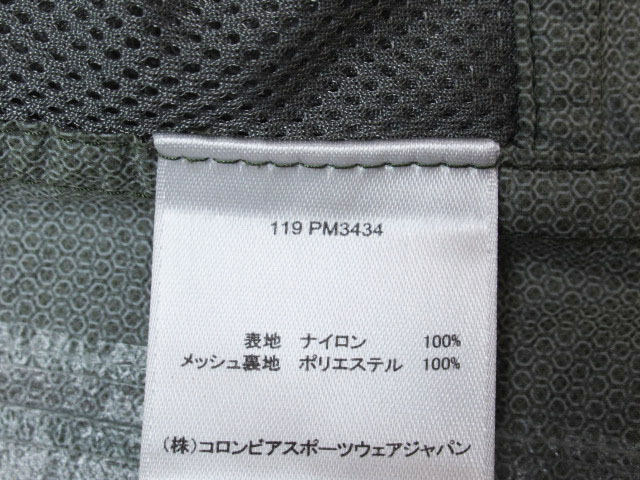 119 PM3434
表地 ナイロン 100%
メッシュ裏地 ポリエステル 100%
(株)コロンビアスポーツウェアジャパン